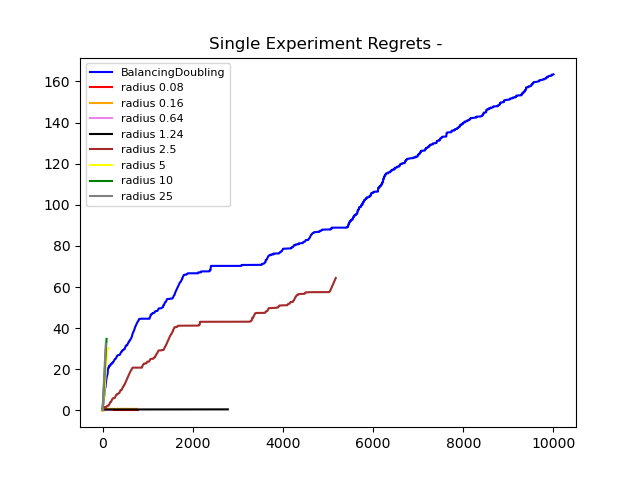 Single Experiment Regrets -
BalancingDoubling
radius 0.08
radius 0.16
radius 0.64
radius 1.24
radius 2.5
radius 5
radius 10
radius 25
160
140
120
100
80
60
40
20
0
0 2000 4000 6000 8000 10000